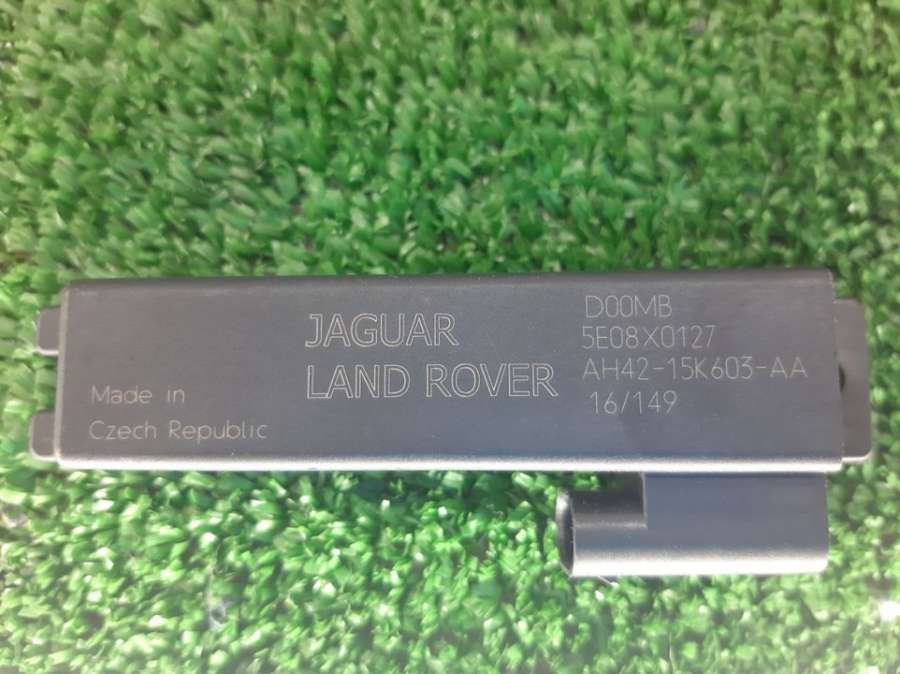 Made in
Czech Republic
JAGUAR
LAND ROVER
D00MB
5E08X0127
AH42-15K603-AA
16/149